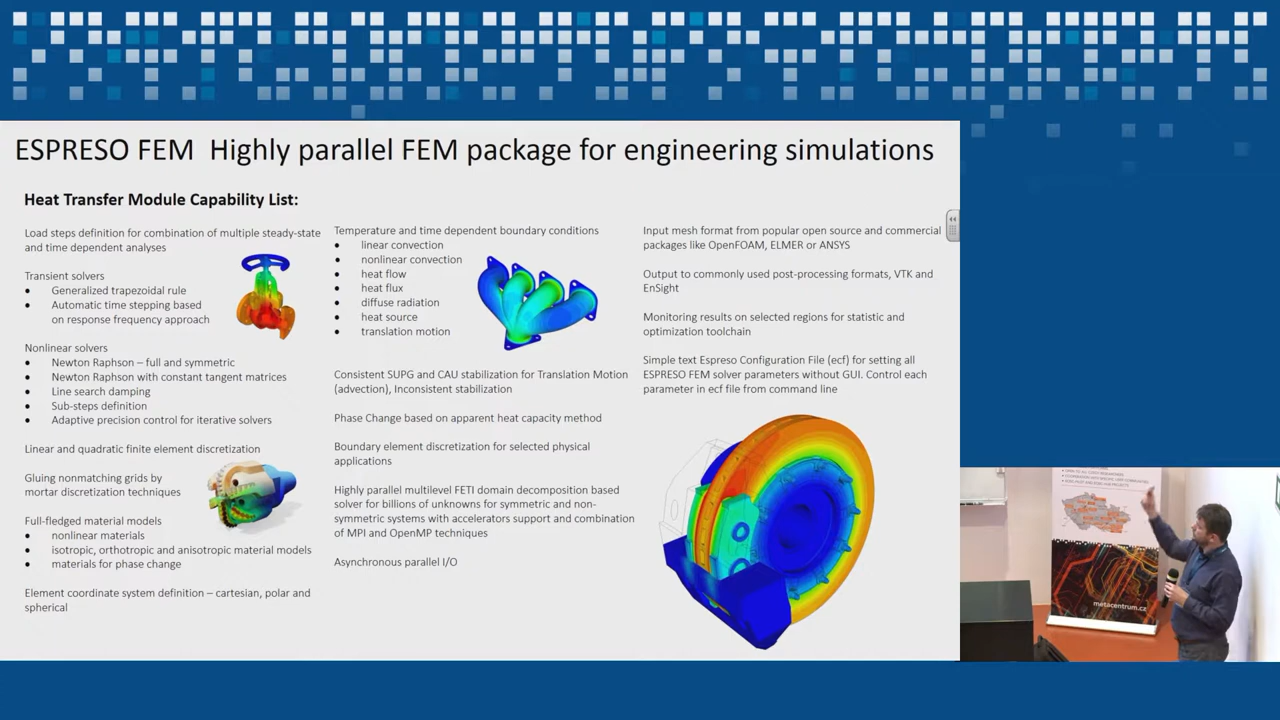 ESPRESO FEM Highly parallel FEM package for engineering simulations
Heat Transfer Module Capability List:
Load steps definition for combination of multiple steady-state
and time dependent analyses
Transient solvers
• Generalized trapezoidal rule
• Automatic time stepping based
on response frequency approach
Nonlinear solvers
• Newton Raphson – full and symmetric
• Newton Raphson with constant tangent matrices
• Line search damping
• Sub-steps definition
• Adaptive precision control for iterative solvers
Linear and quadratic finite element discretization
Gluing nonmatching grids by
mortar discretization techniques
Full-fledged material models
• nonlinear materials
• isotropic, orthotropic and anisotropic material models
• materials for phase change
Element coordinate system definition – cartesian, polar and
spherical
Temperature and time dependent boundary conditions
• linear convection
• nonlinear convection
• heat flow
• heat flux
• diffuse radiation
• heat source
• translation motion
Consistent SUPG and CAU stabilization for Translation Motion
(advection), Inconsistent stabilization
Phase Change based on apparent heat capacity method
Boundary element discretization for selected physical
applications
Highly parallel multilevel FETI domain decomposition based
solver for billions of unknowns for symmetric and non-
symmetric systems with accelerators support and combination
of MPI and OpenMP techniques
Asynchronous parallel I/O
Input mesh format from popular open source and commercial
packages like OpenFOAM, ELMER or ANSYS
Output to commonly used post-processing formats, VTK and
EnSight
Monitoring results on selected regions for statistic and
optimization toolchain
Simple text Espreso Configuration File (ecf) for setting all
ESPRESO FEM solver parameters without GUI. Control each
parameter in ecf file from command line
metacentrum.cz